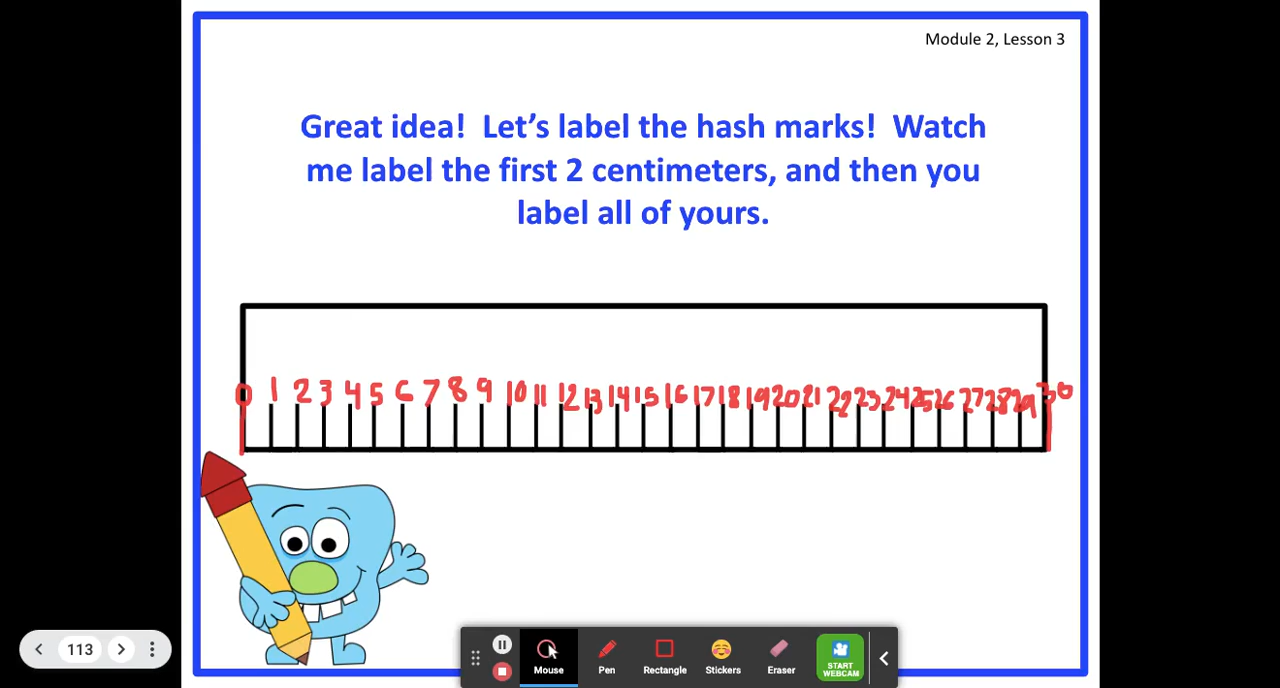 Module 2, Lesson 3
Great idea! Let's label the hash marks! Watch
me label the first 2 centimeters, and then you
label all of yours.
0 1 2 3 4 5 6 7 8 9 10 11 12 13 14 15 16 17 18 19 20 21 22 23 24 25 26 27 28 29 30
113
Mouse Pen Rectangle Stickers Eraser START
WEBCAM